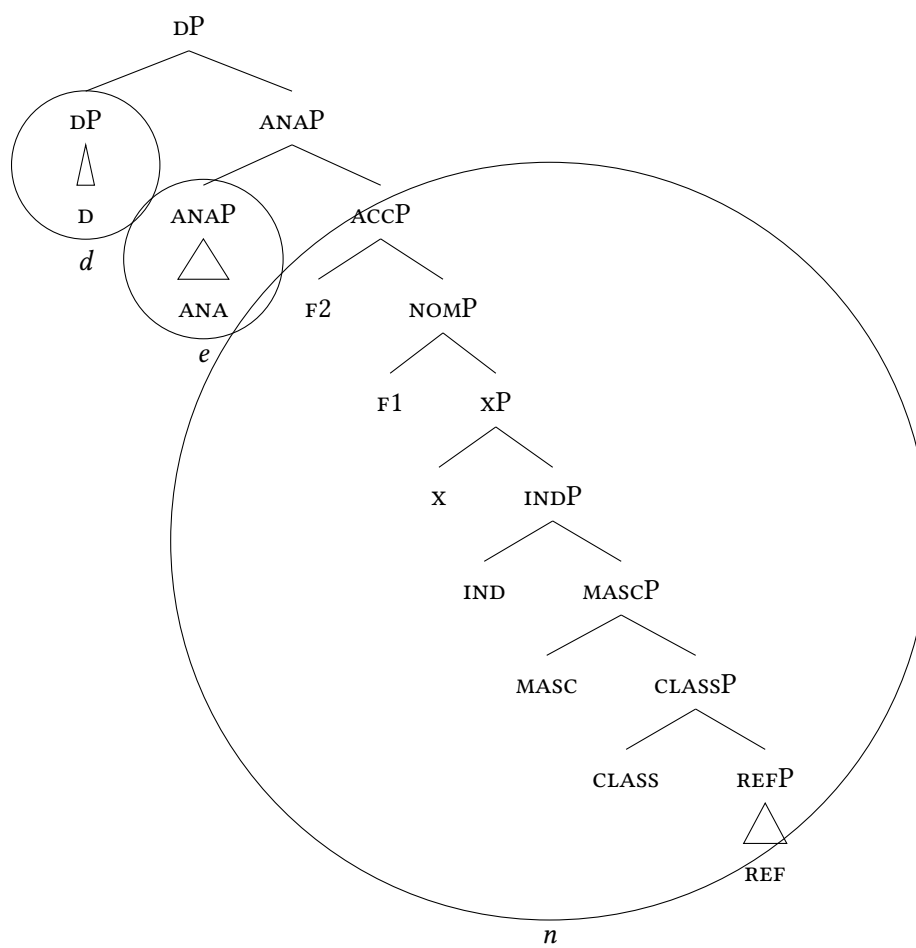 DP
DP ANAP
D ANAP ACCP
d
ANA F2 NOMP
e
F1 XP
X INDP
IND MASCP
MASC CLASSP
CLASS REFP
REF
n